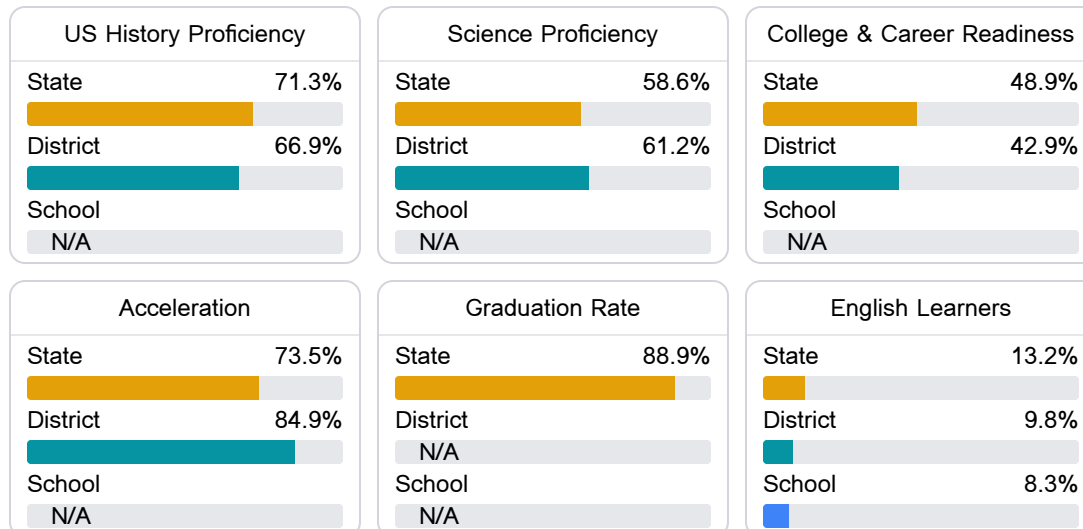 US History Proficiency
State 71.3%
District 66.9%
School
N/A
Science Proficiency
State 58.6%
District 61.2%
School
N/A
College & Career Readiness
State 48.9%
District 42.9%
School
N/A
Acceleration
State 73.5%
District 84.9%
School
N/A
Graduation Rate
State 88.9%
District
N/A
School
N/A
English Learners
State 13.2%
District 9.8%
School 8.3%